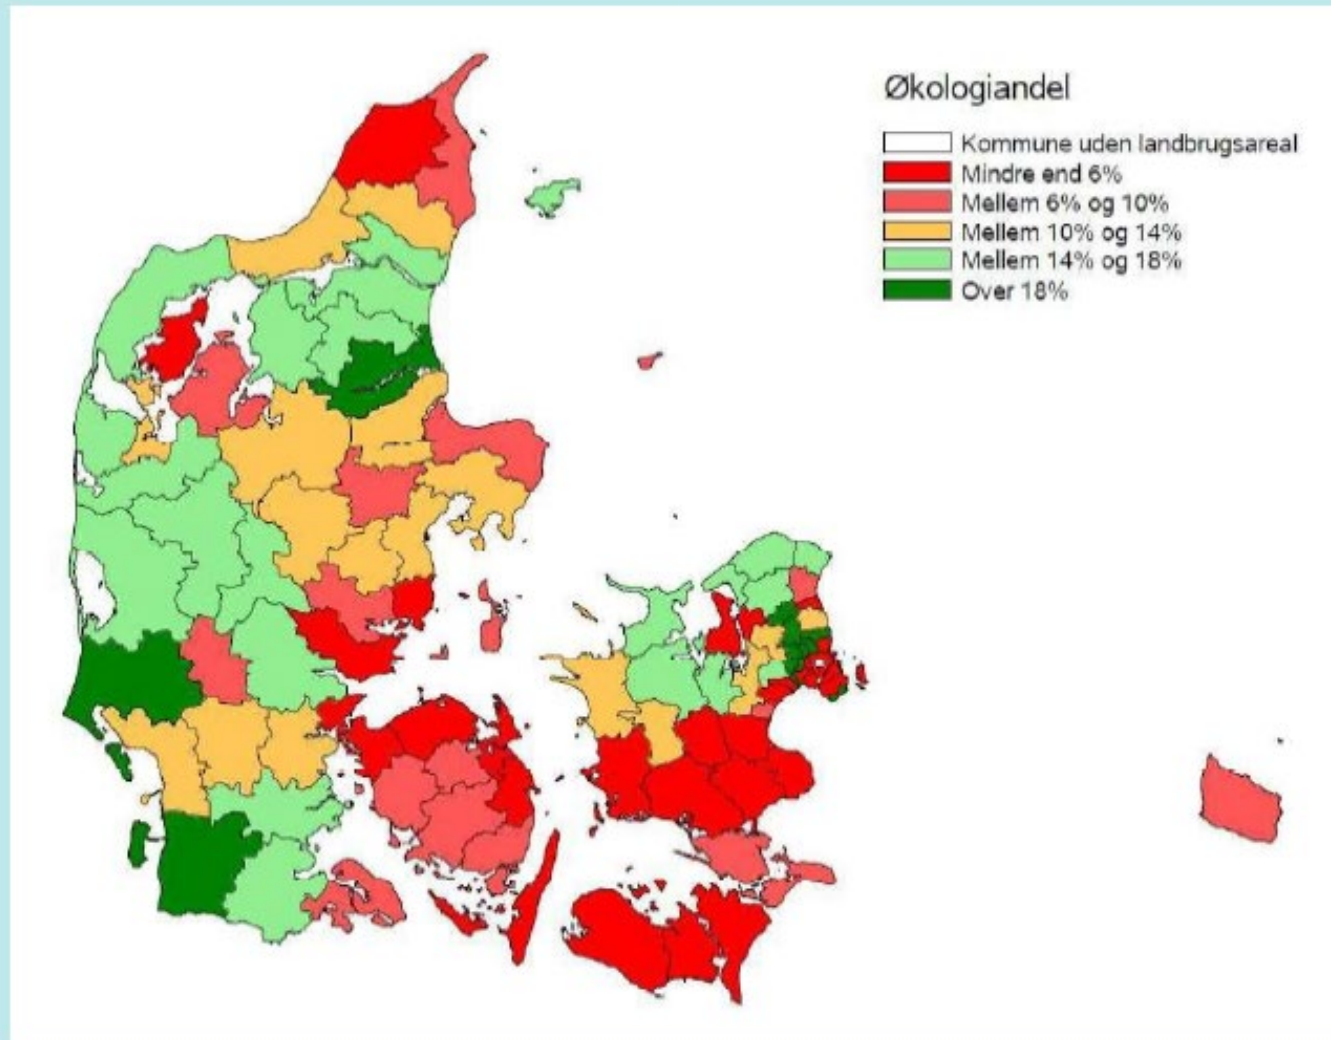 Økologiandel
Kommune uden landbrugsareal
Mindre end 6%
Mellem 6% og 10%
Mellem 10% og 14%
Mellem 14% og 18%
Over 18%